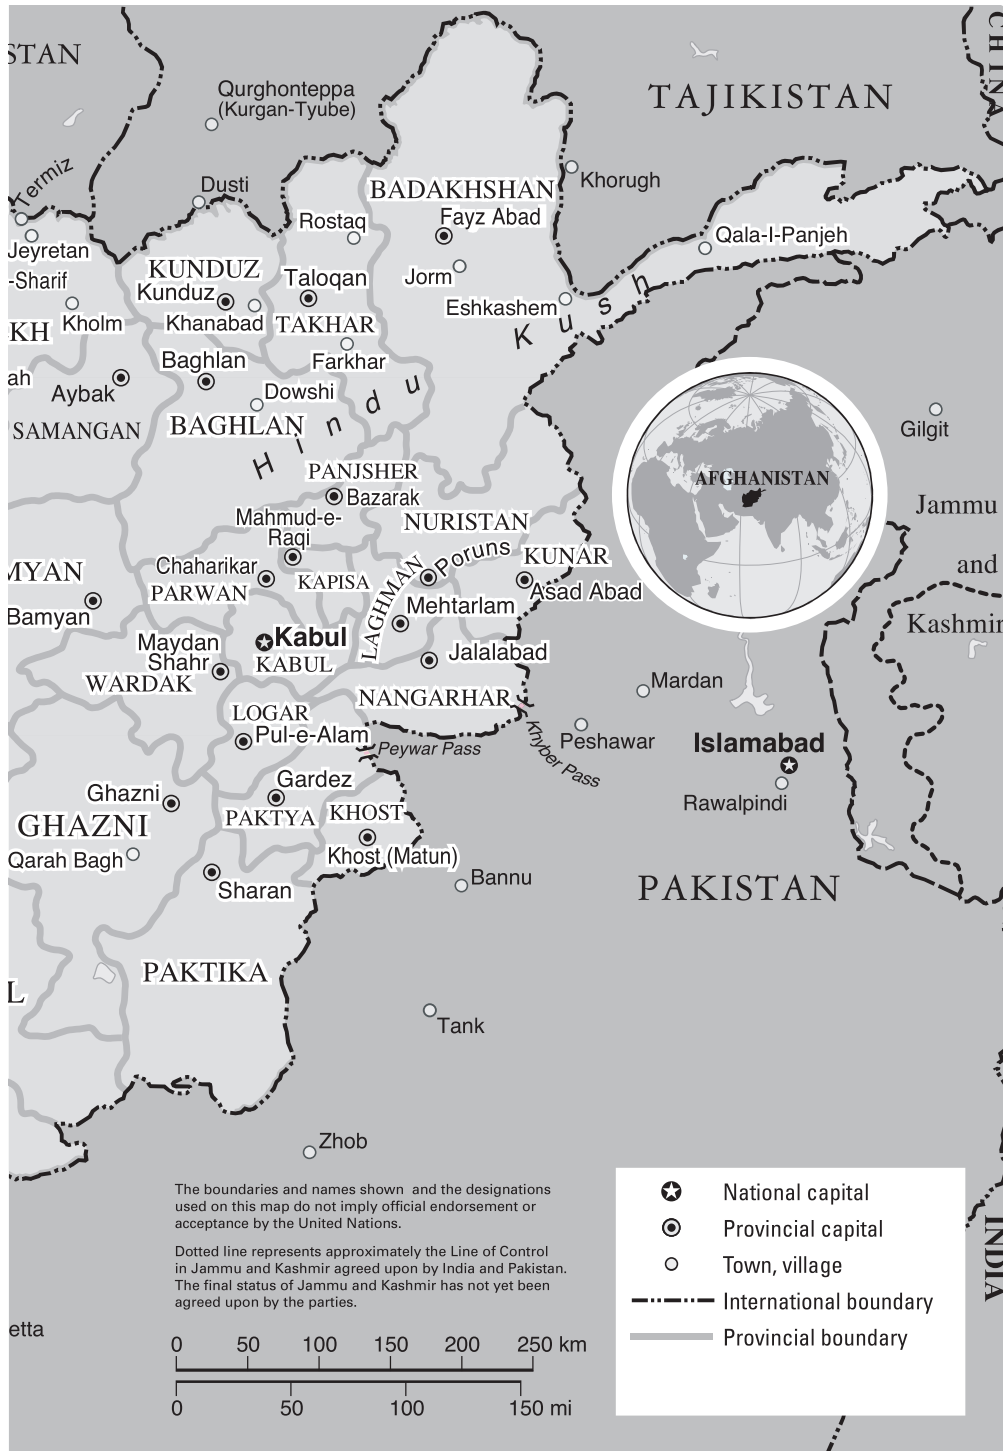 STAN
Qurghonteppa
(Kurgan-Tyube)
TAJIKISTAN
CHINA
Termiz
Dusti
BADAKHSHAN
Khorugh
Rostaq
Fayz Abad
Jeyretan
Qala-I-Panjeh
-Sharif
KUNDUZ
Taloqan
Jorm
Kunduz
Eshkashem
Kholm
Khanabad
TAKHAR
KH
Hindu Kush
Baghlan
Farkhar
ah
Aybak
Dowshi
SAMANGAN
BAGHLAN
Gilgit
PANJSHER
AFGHANISTAN
Bazarak
Jammu
Mahmud-e-
Raqi
NURISTAN
Poruns
KUNAR
and
MYAN
Chaharikar
KAPISA
PARWAN
Asad Abad
LAGHMAN
Mehtarlam
Bamyan
Kashmir
Maydan
Shahr
Kabul
KABUL
Jalalabad
WARDAK
NANGARHAR
Mardan
LOGAR
Pul-e-Alam
Peywar Pass
Khyber Pass
Peshawar
Islamabad
Rawalpindi
Ghazni
Gardez
GHAZNI
PAKTYA
KHOST
Qarah Bagh
Khost (Matun)
Sharan
Bannu
PAKISTAN
PAKTIKA
L
Tank
Zhob
INDIA
The boundaries and names shown and the designations
used on this map do not imply official endorsement or
acceptance by the United Nations.
Dotted line represents approximately the Line of Control
in Jammu and Kashmir agreed upon by India and Pakistan.
The final status of Jammu and Kashmir has not yet been
agreed upon by the parties.
etta
0 50 100 150 200 250 km
0 50 100 150 mi
National capital
Provincial capital
Town, village
International boundary
Provincial boundary